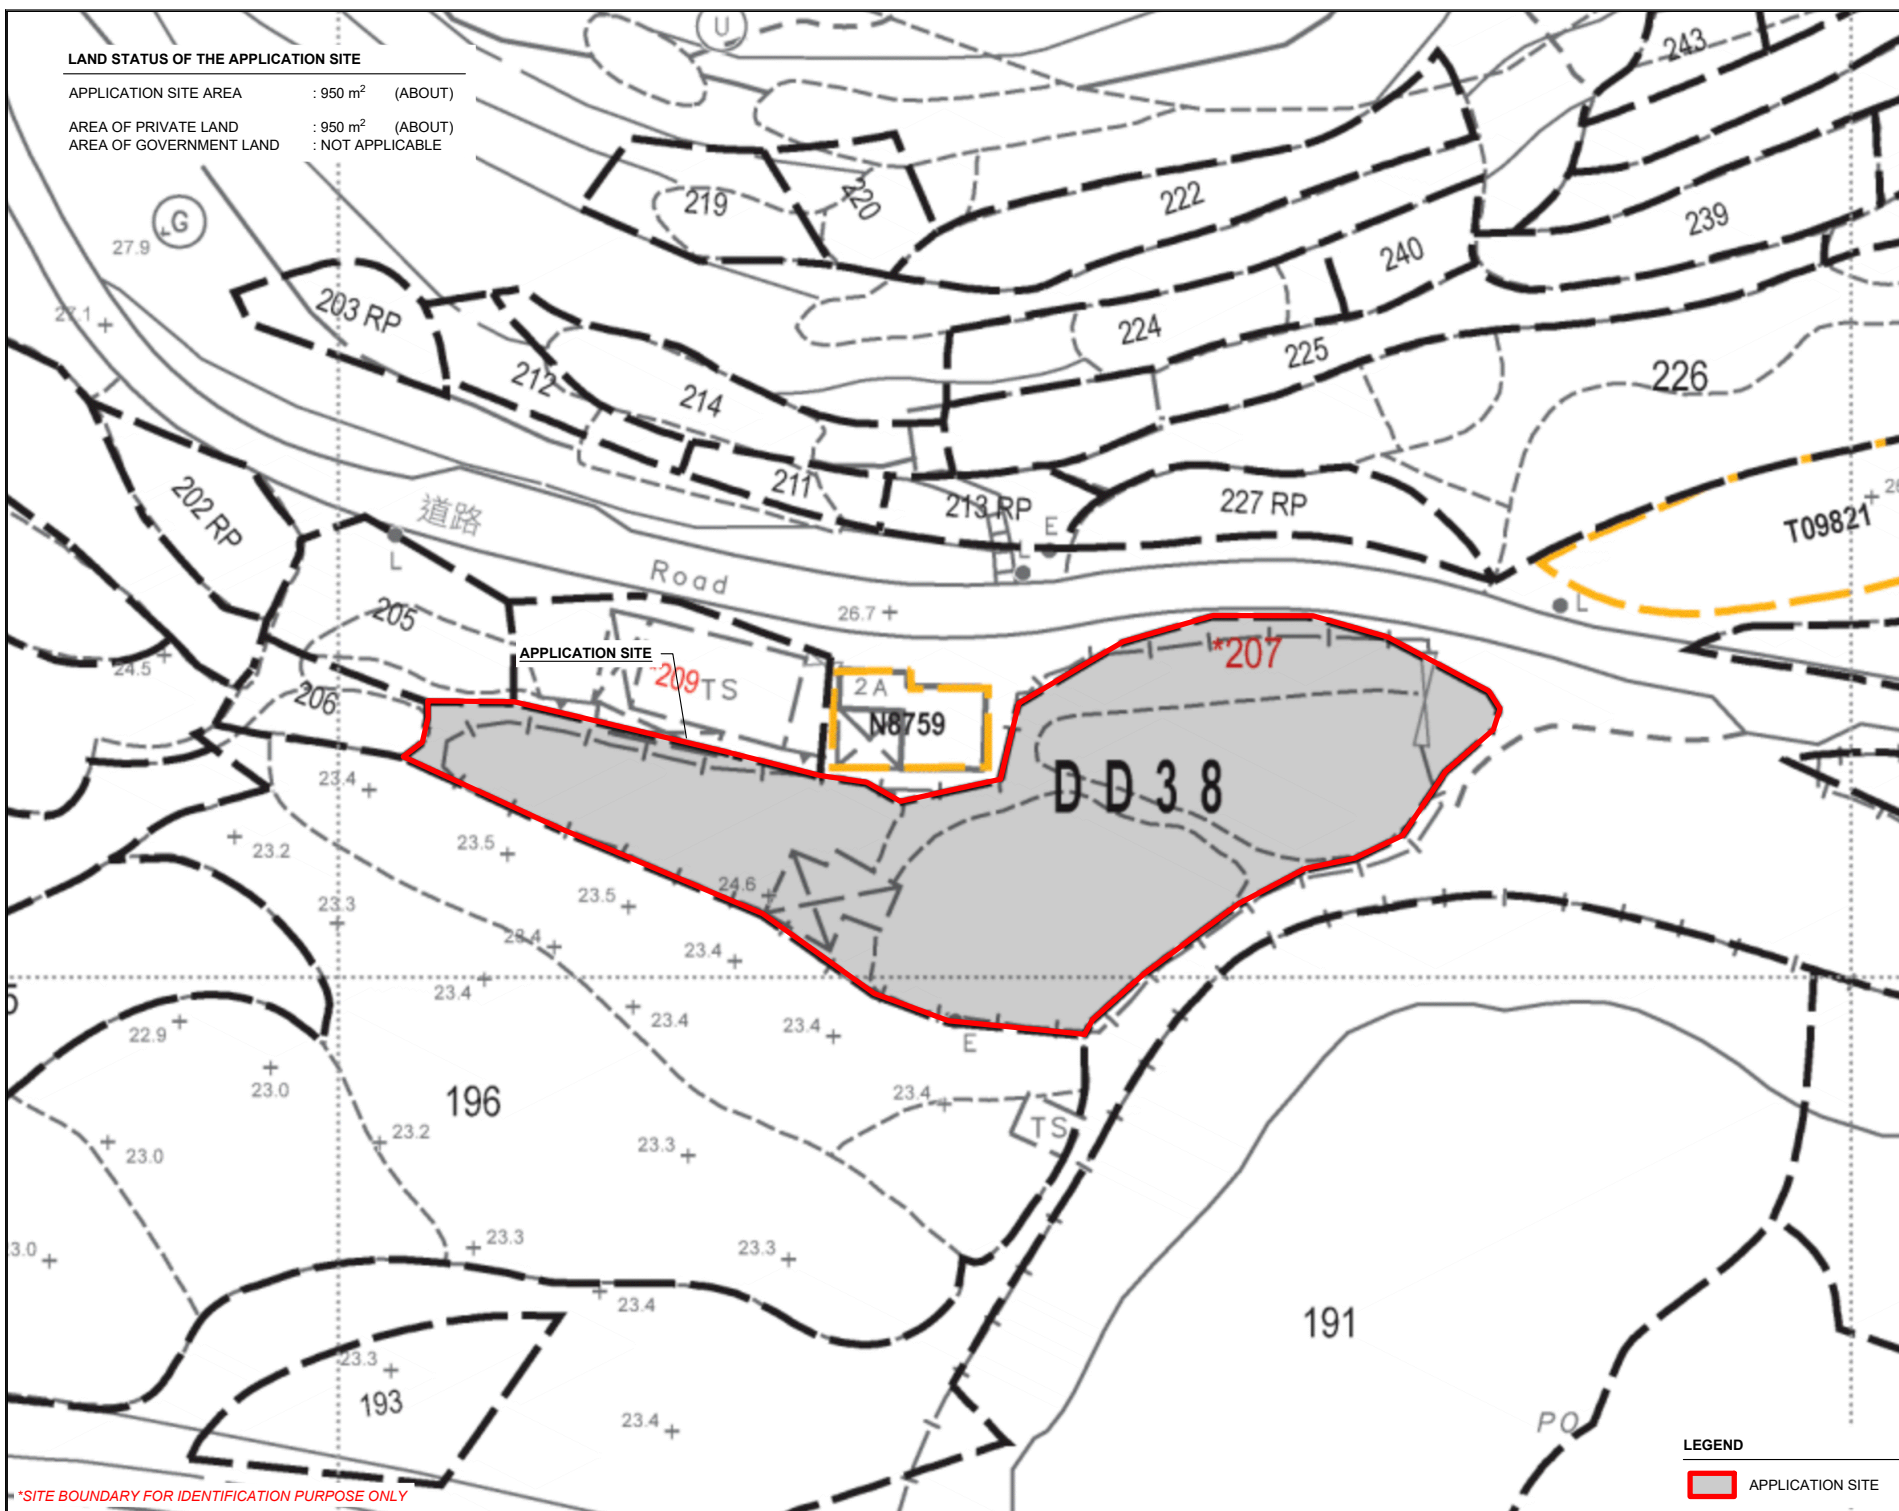 LAND STATUS OF THE APPLICATION SITE
APPLICATION SITE AREA : 950 m² (ABOUT)
AREA OF PRIVATE LAND : 950 m² (ABOUT)
AREA OF GOVERNMENT LAND : NOT APPLICABLE
U
243
G
27.9
219
420
222
239
240
27.1
203 RP
224
225
212
214
226
211
213 RP
227 RP
202 RP
道路
E
L
L
T09821
Road
26.7
L
205
APPLICATION SITE
*207
24.5
*209
TS
2A
206
N8759
DD38
23.4
23.2
23.5
24.6
23.5
23.3
23.4
23.4
23.4
22.9
23.4
23.4
E
23.0
196
23.4
TS
23.2
23.0
23.3
23.3
23.3
23.4
191
23.3
193
23.4
PO
LEGEND
APPLICATION SITE
*SITE BOUNDARY FOR IDENTIFICATION PURPOSE ONLY